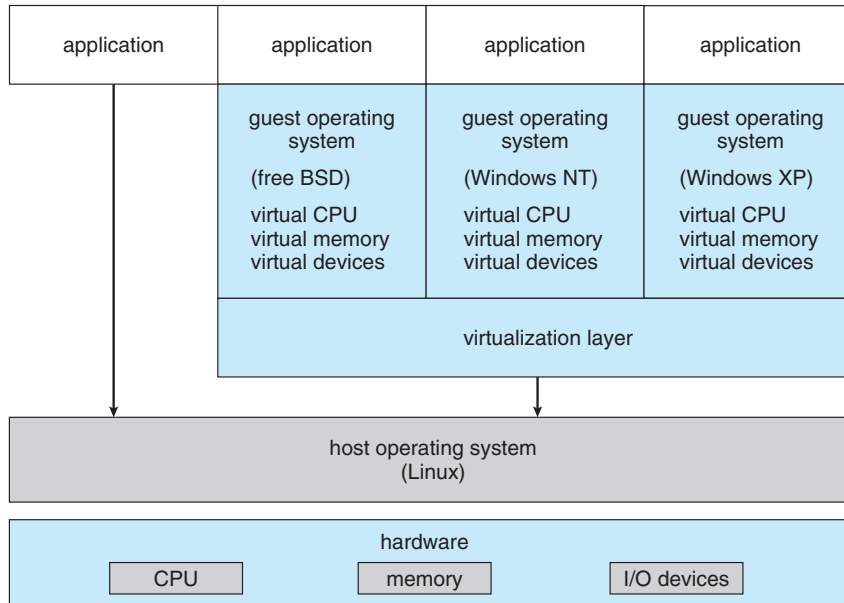 application
application
application
application
guest operating
system
(free BSD)
virtual CPU
virtual memory
virtual devices
guest operating
system
(Windows NT)
virtual CPU
virtual memory
virtual devices
guest operating
system
(Windows XP)
virtual CPU
virtual memory
virtual devices
virtualization layer
host operating system
(Linux)
hardware
CPU
memory
I/O devices